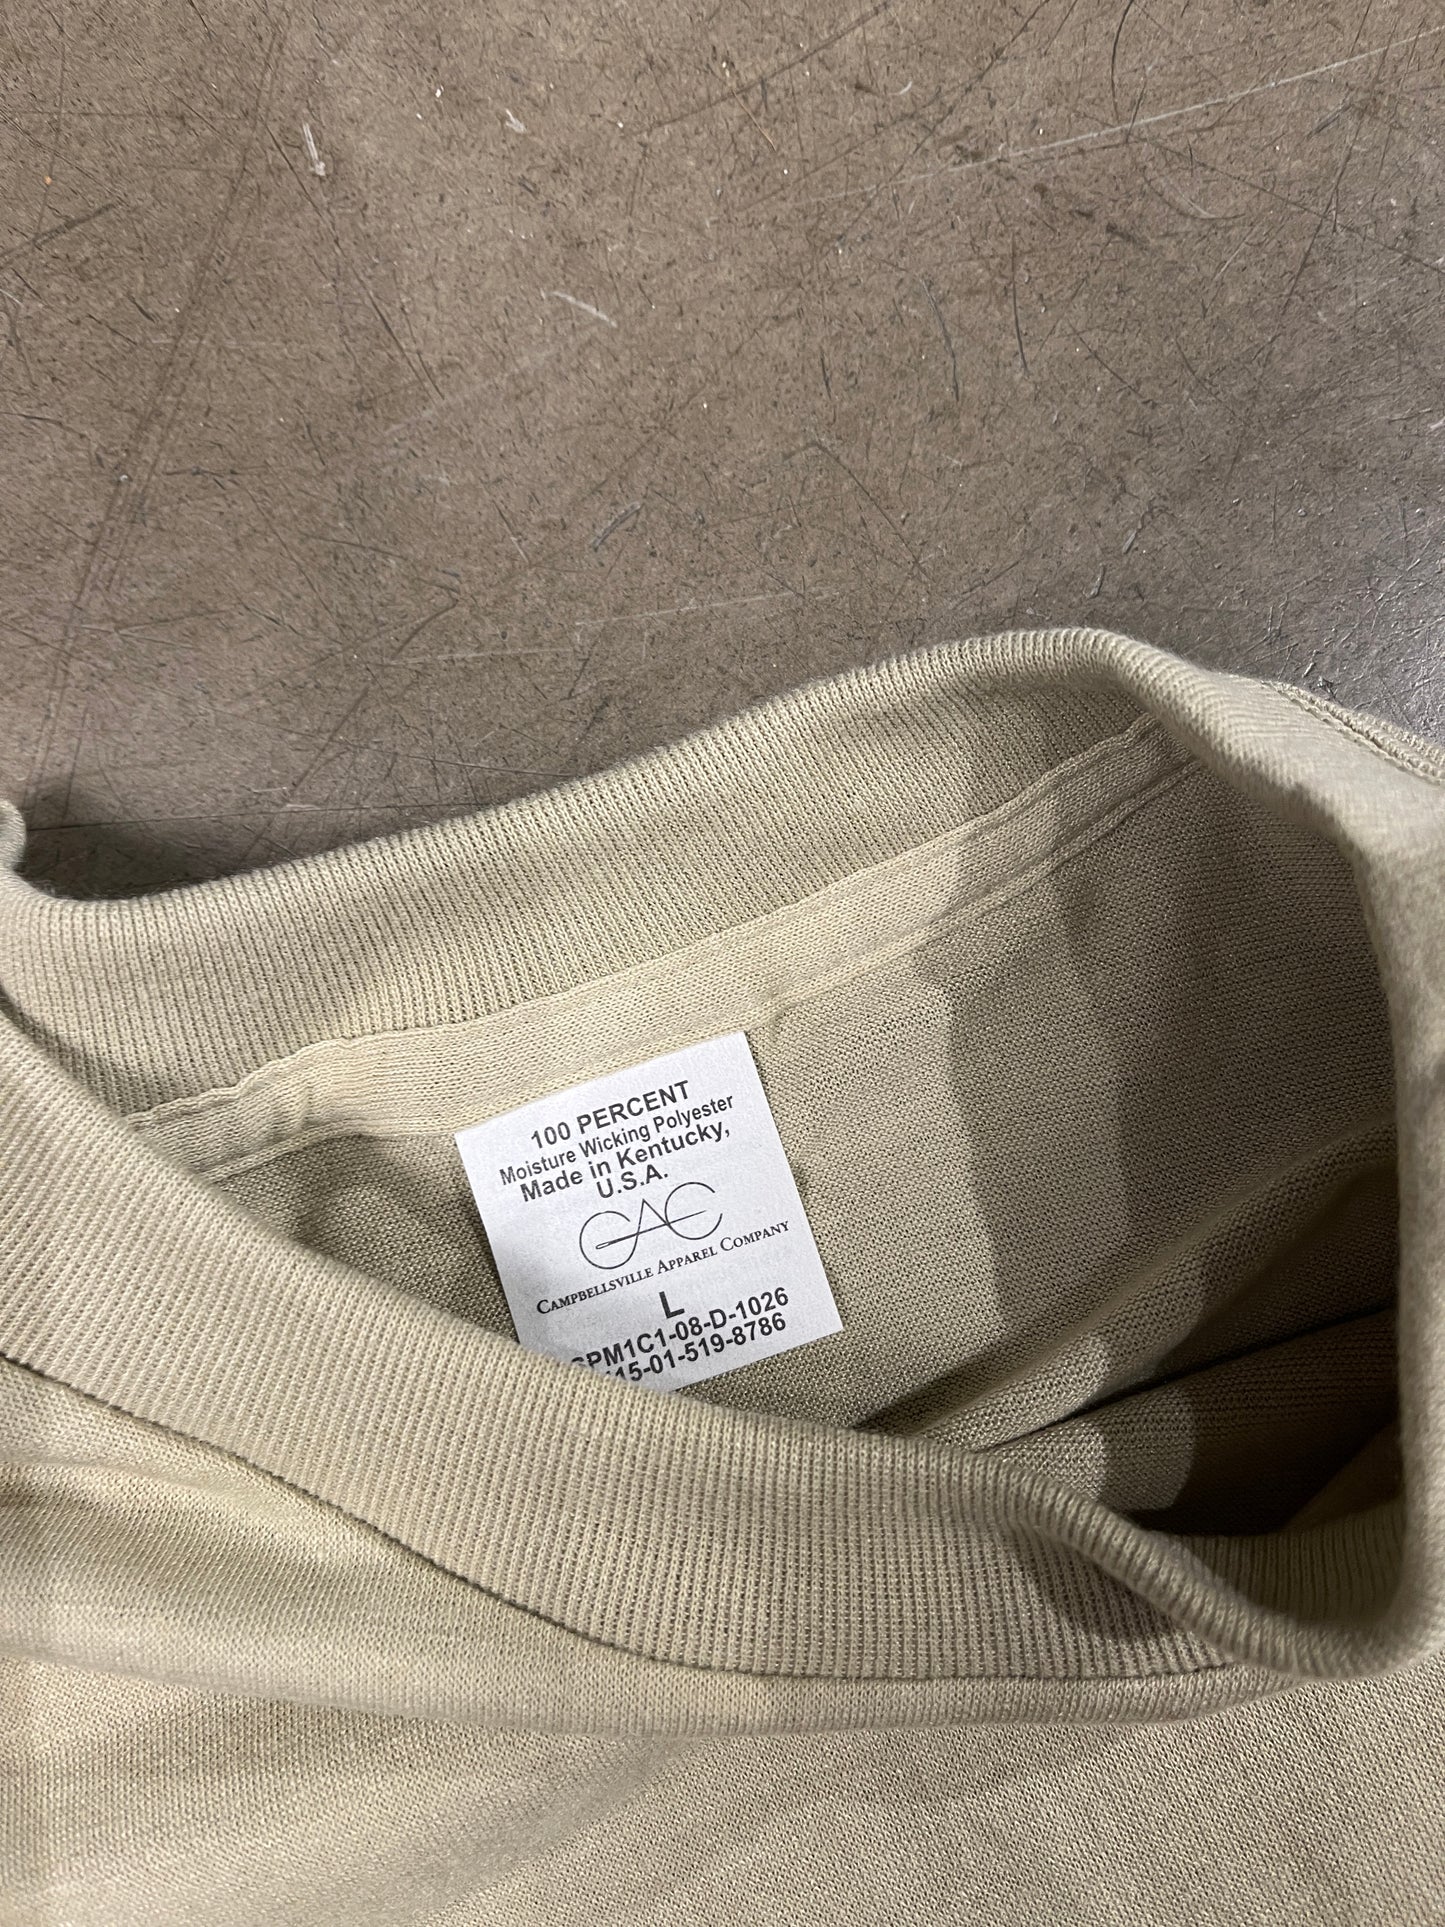 100 PERCENT
Moisture Wicking Polyester
Made in Kentucky,
U.S.A.
CAC
CAMPBELLSVILLE APPAREL COMPANY
L
SPM1C1-08-D-1026
15-01-519-8786